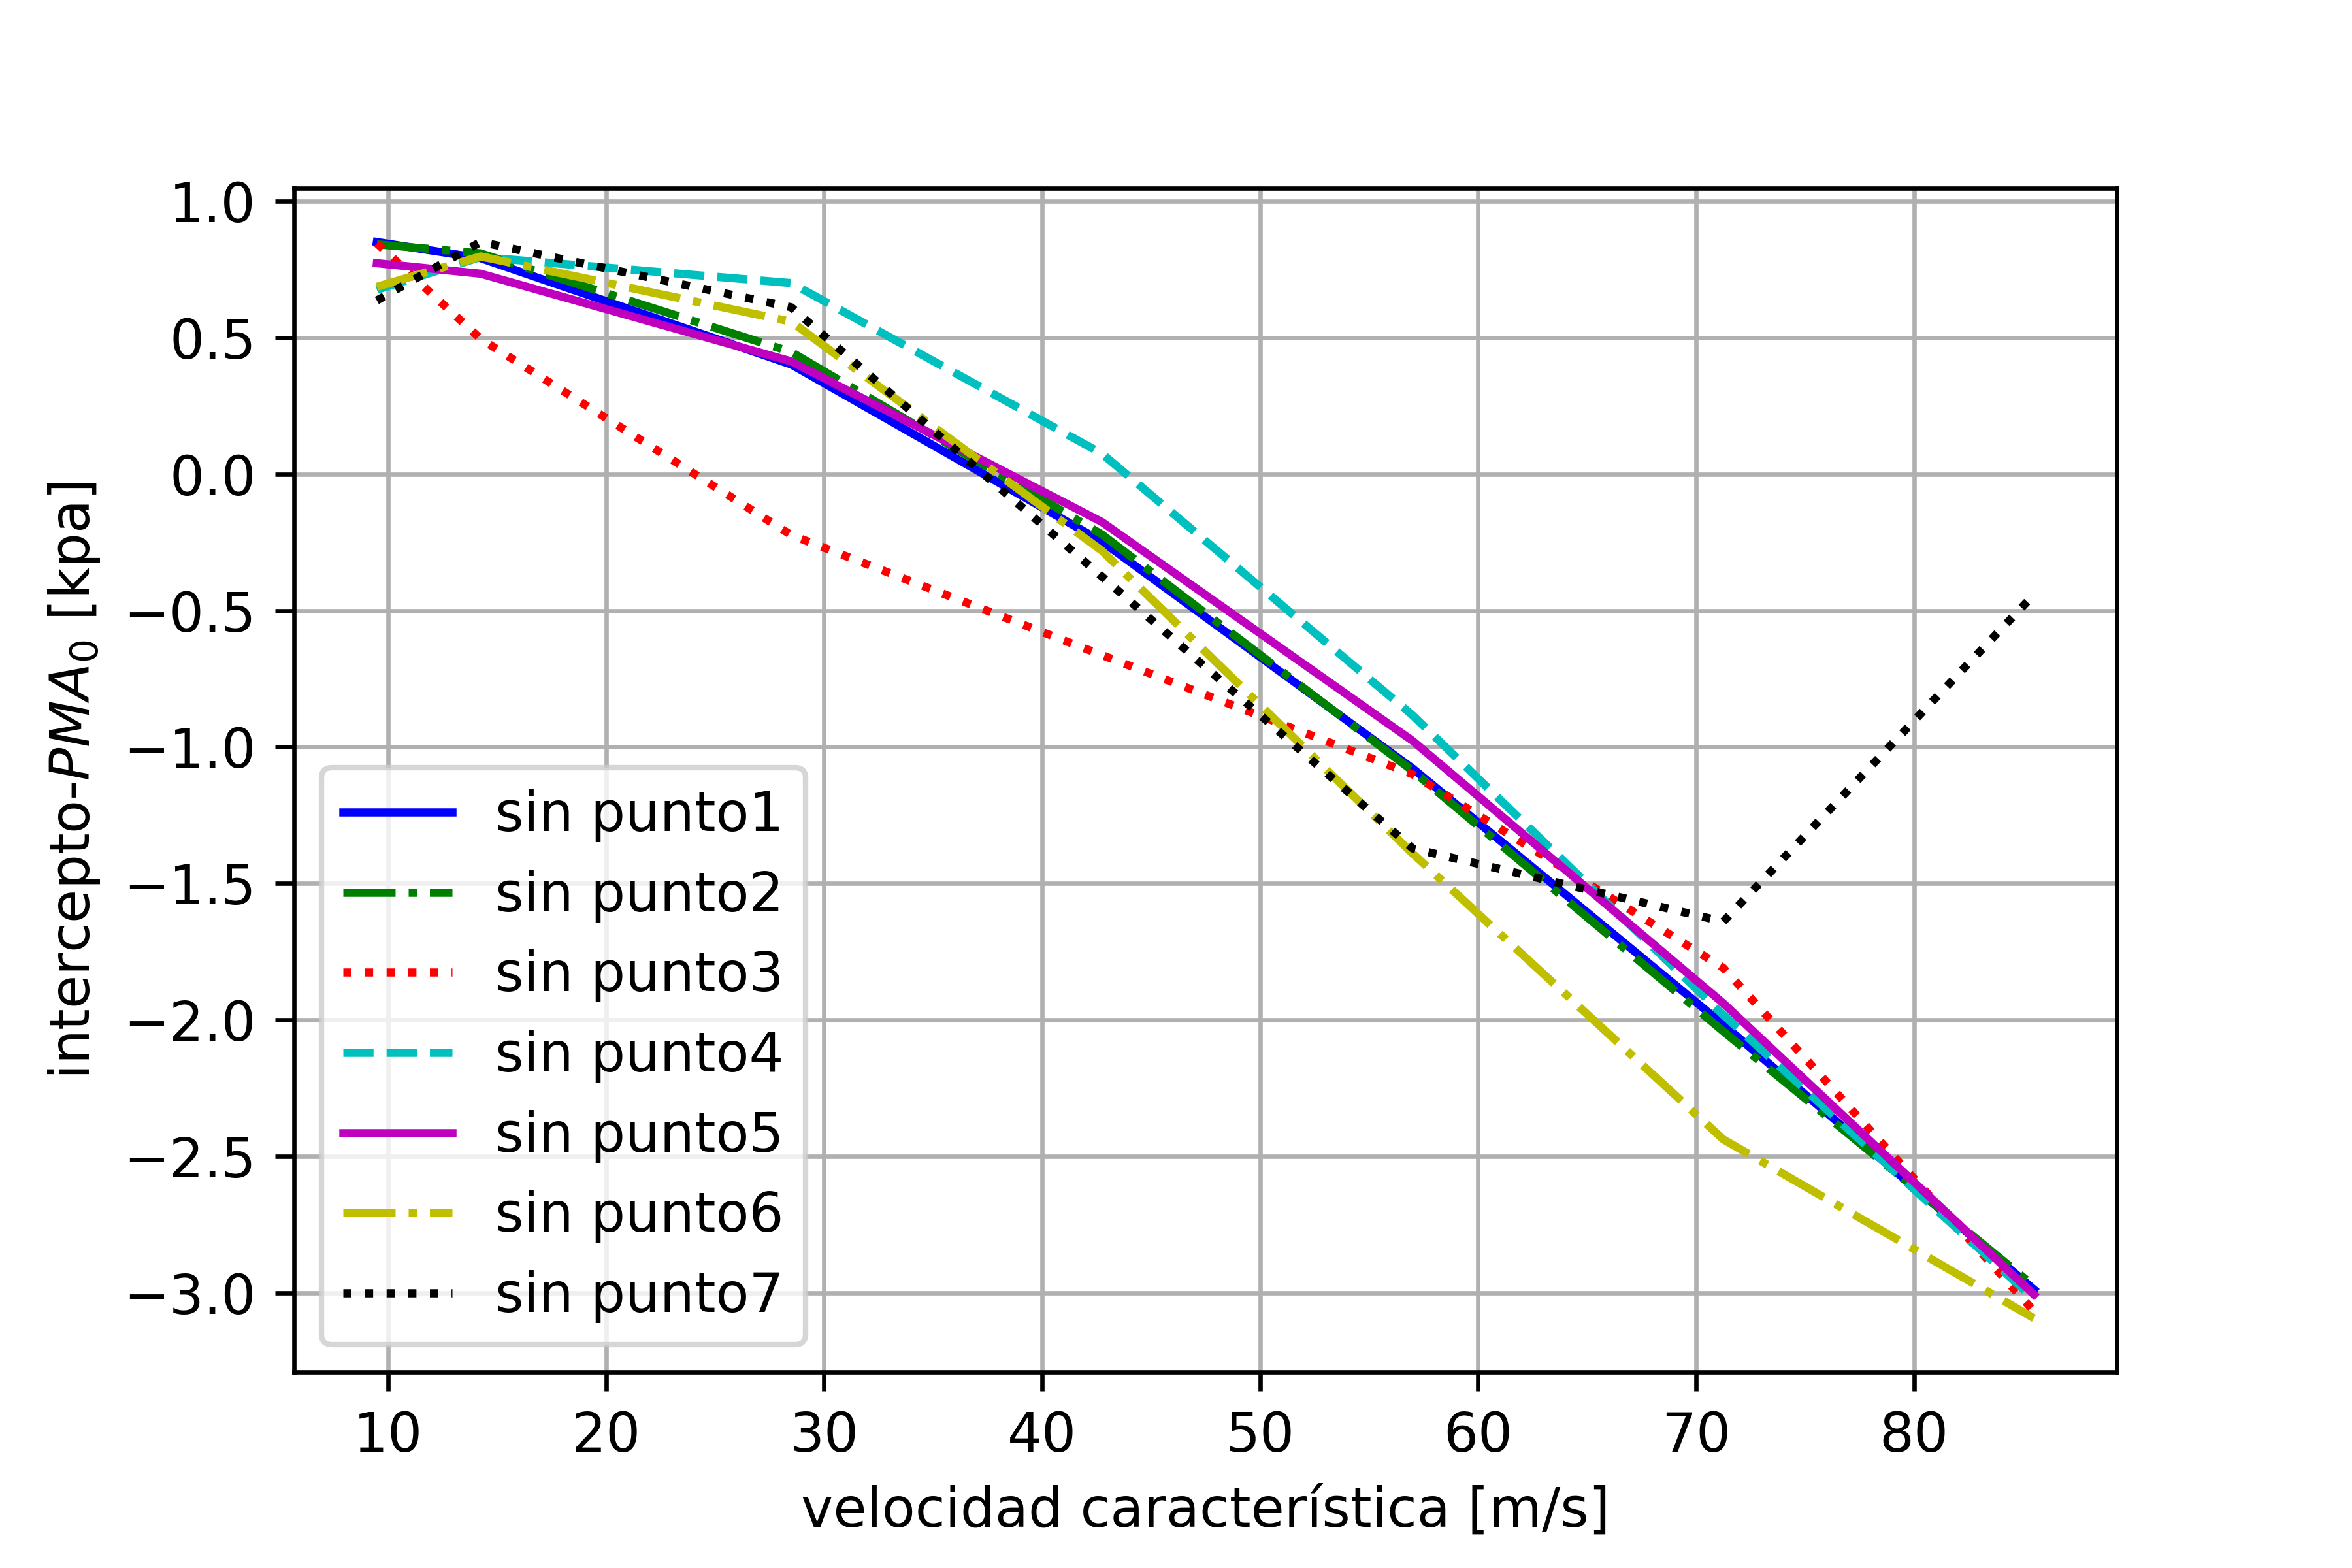 1.0
0.5
0.0
−0.5
−1.0
−1.5
−2.0
−2.5
−3.0
intercepto-PMA₀ [kpa]
sin punto1
sin punto2
sin punto3
sin punto4
sin punto5
sin punto6
sin punto7
10 20 30 40 50 60 70 80
velocidad característica [m/s]